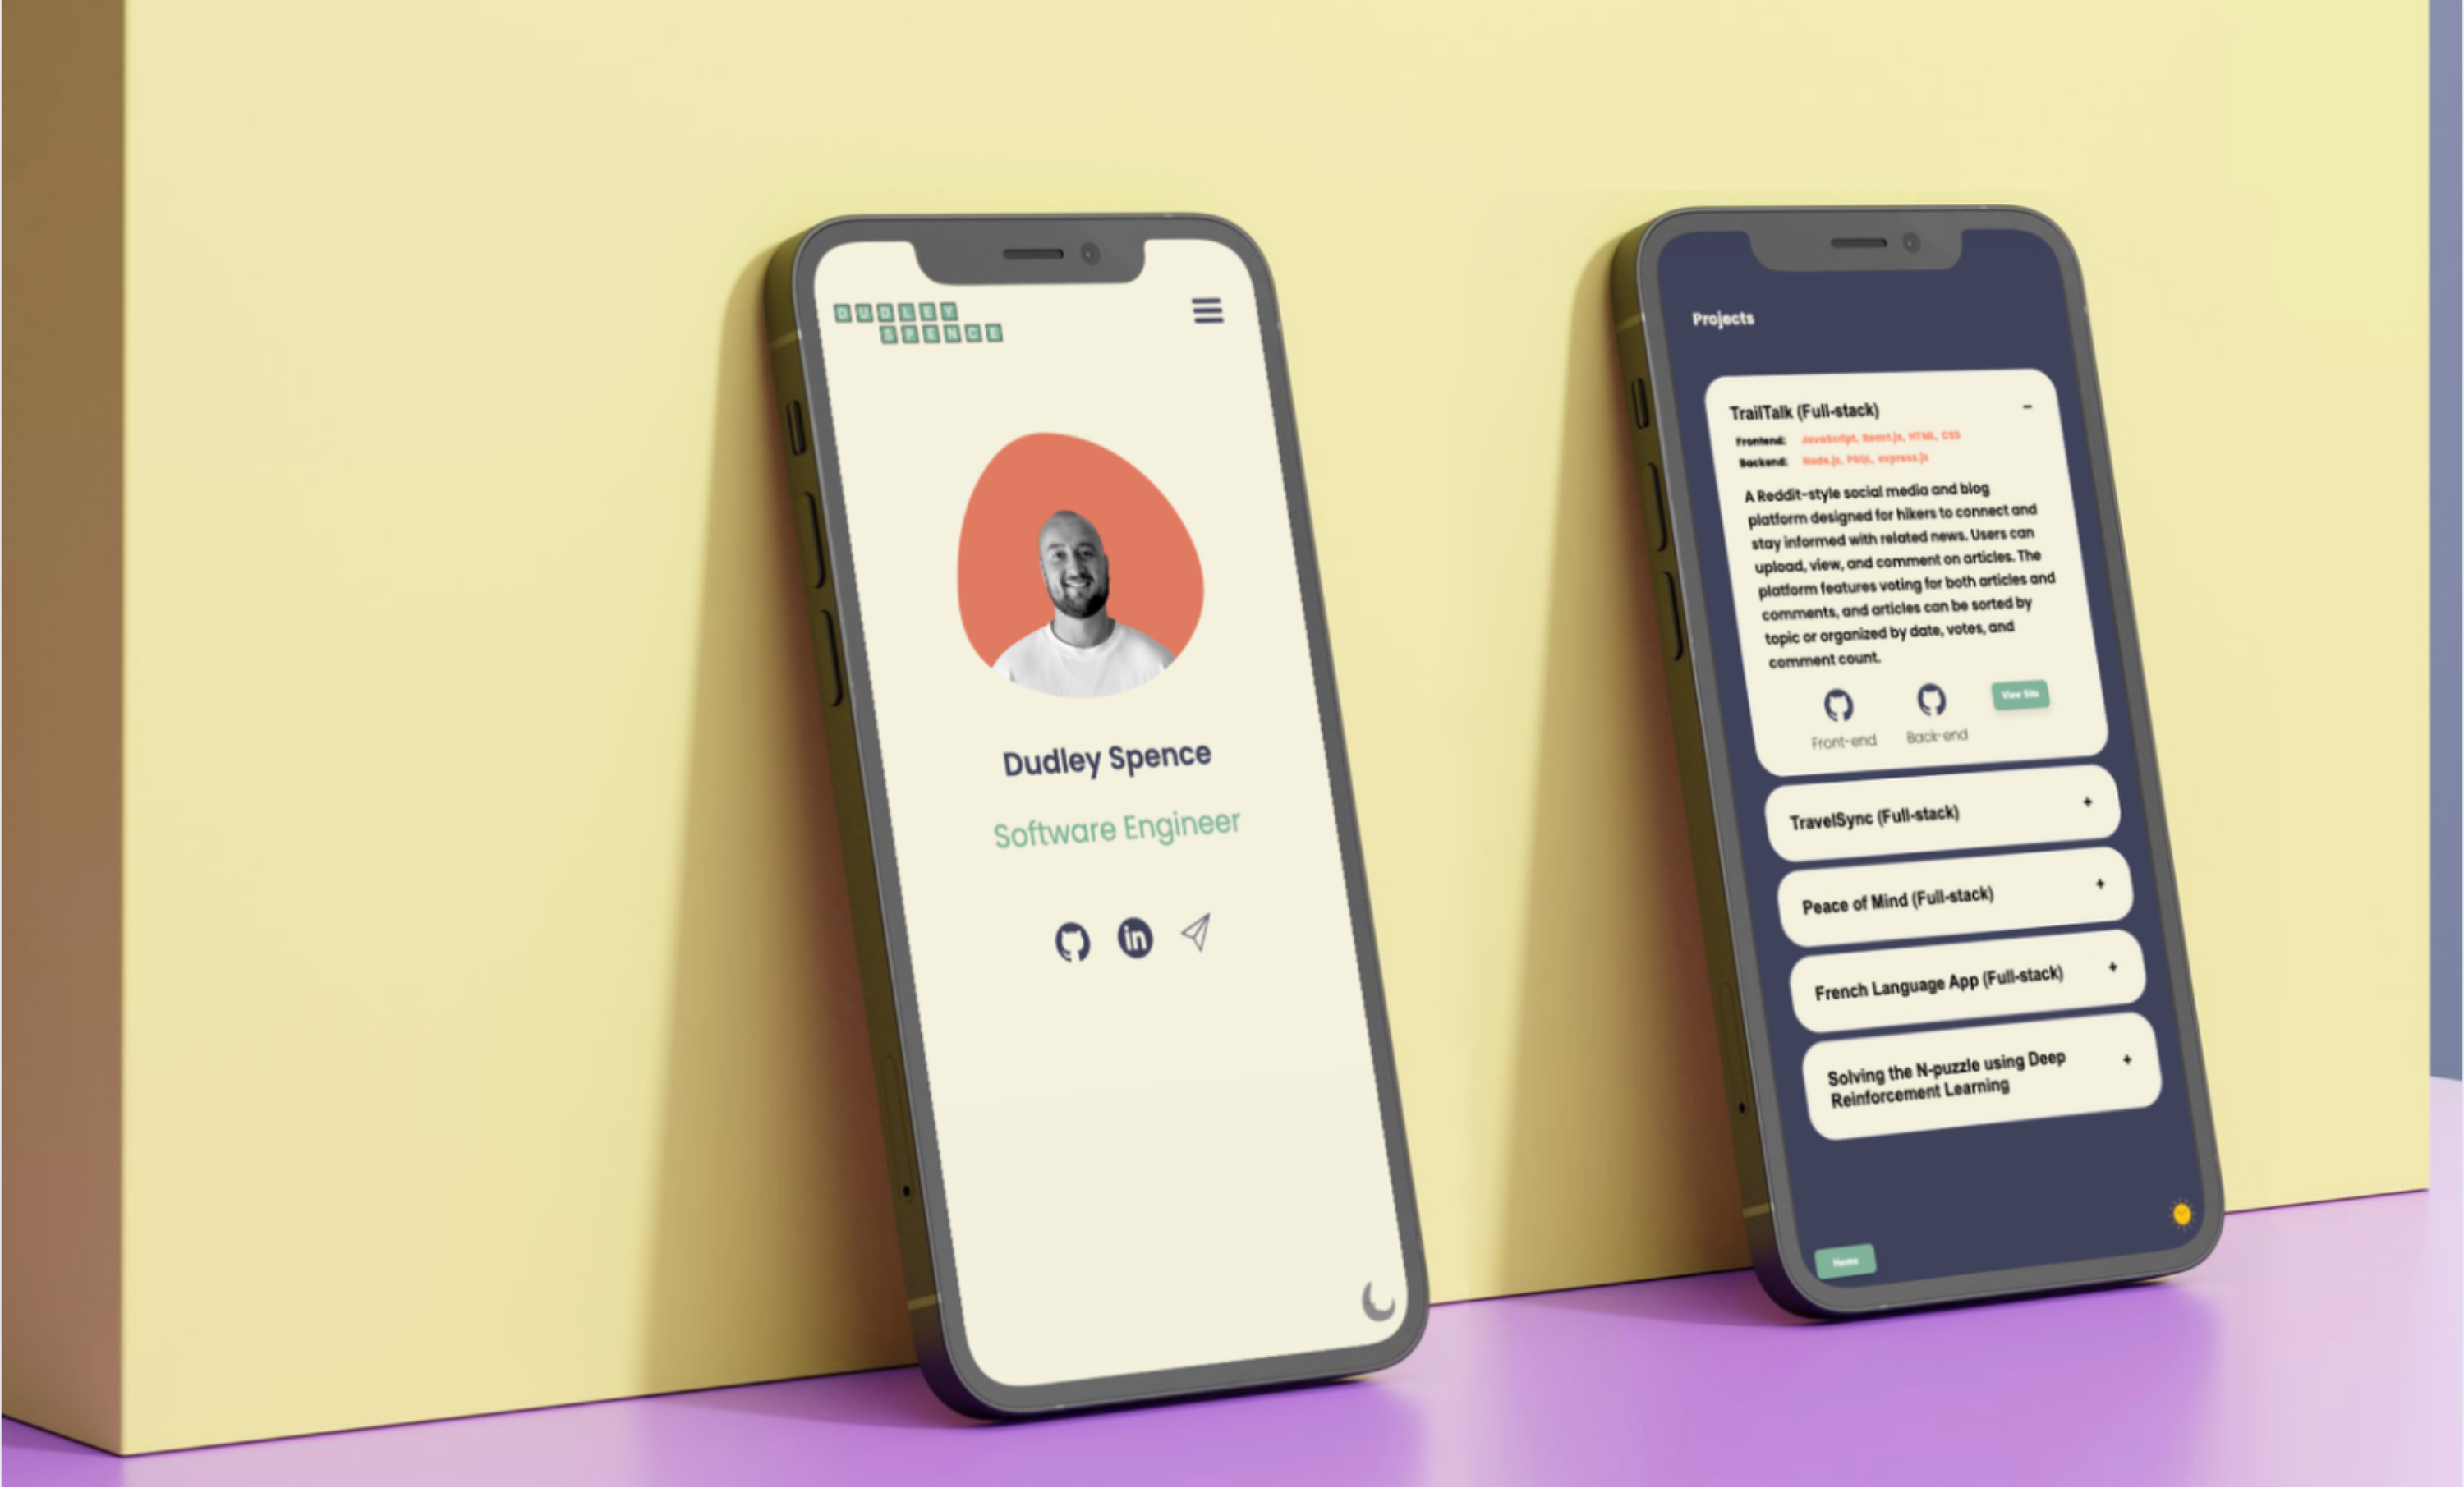 DUDLEY
SPENCE
Dudley Spence
Software Engineer
in
Projects
TrailTalk (Full-stack)
Frontend: JavaScript, React.js, HTML, CSS
Backend: Node.js, PSQL, express.js
A Reddit-style social media and blog
platform designed for hikers to connect and
stay informed with related news. Users can
upload, view, and comment on articles. The
platform features voting for both articles and
comments, and articles can be sorted by
topic or organized by date, votes, and
comment count.
View Site
Front-end Back-end
TravelSync (Full-stack)
Peace of Mind (Full-stack)
French Language App (Full-stack)
Solving the N-puzzle using Deep
Reinforcement Learning
Home